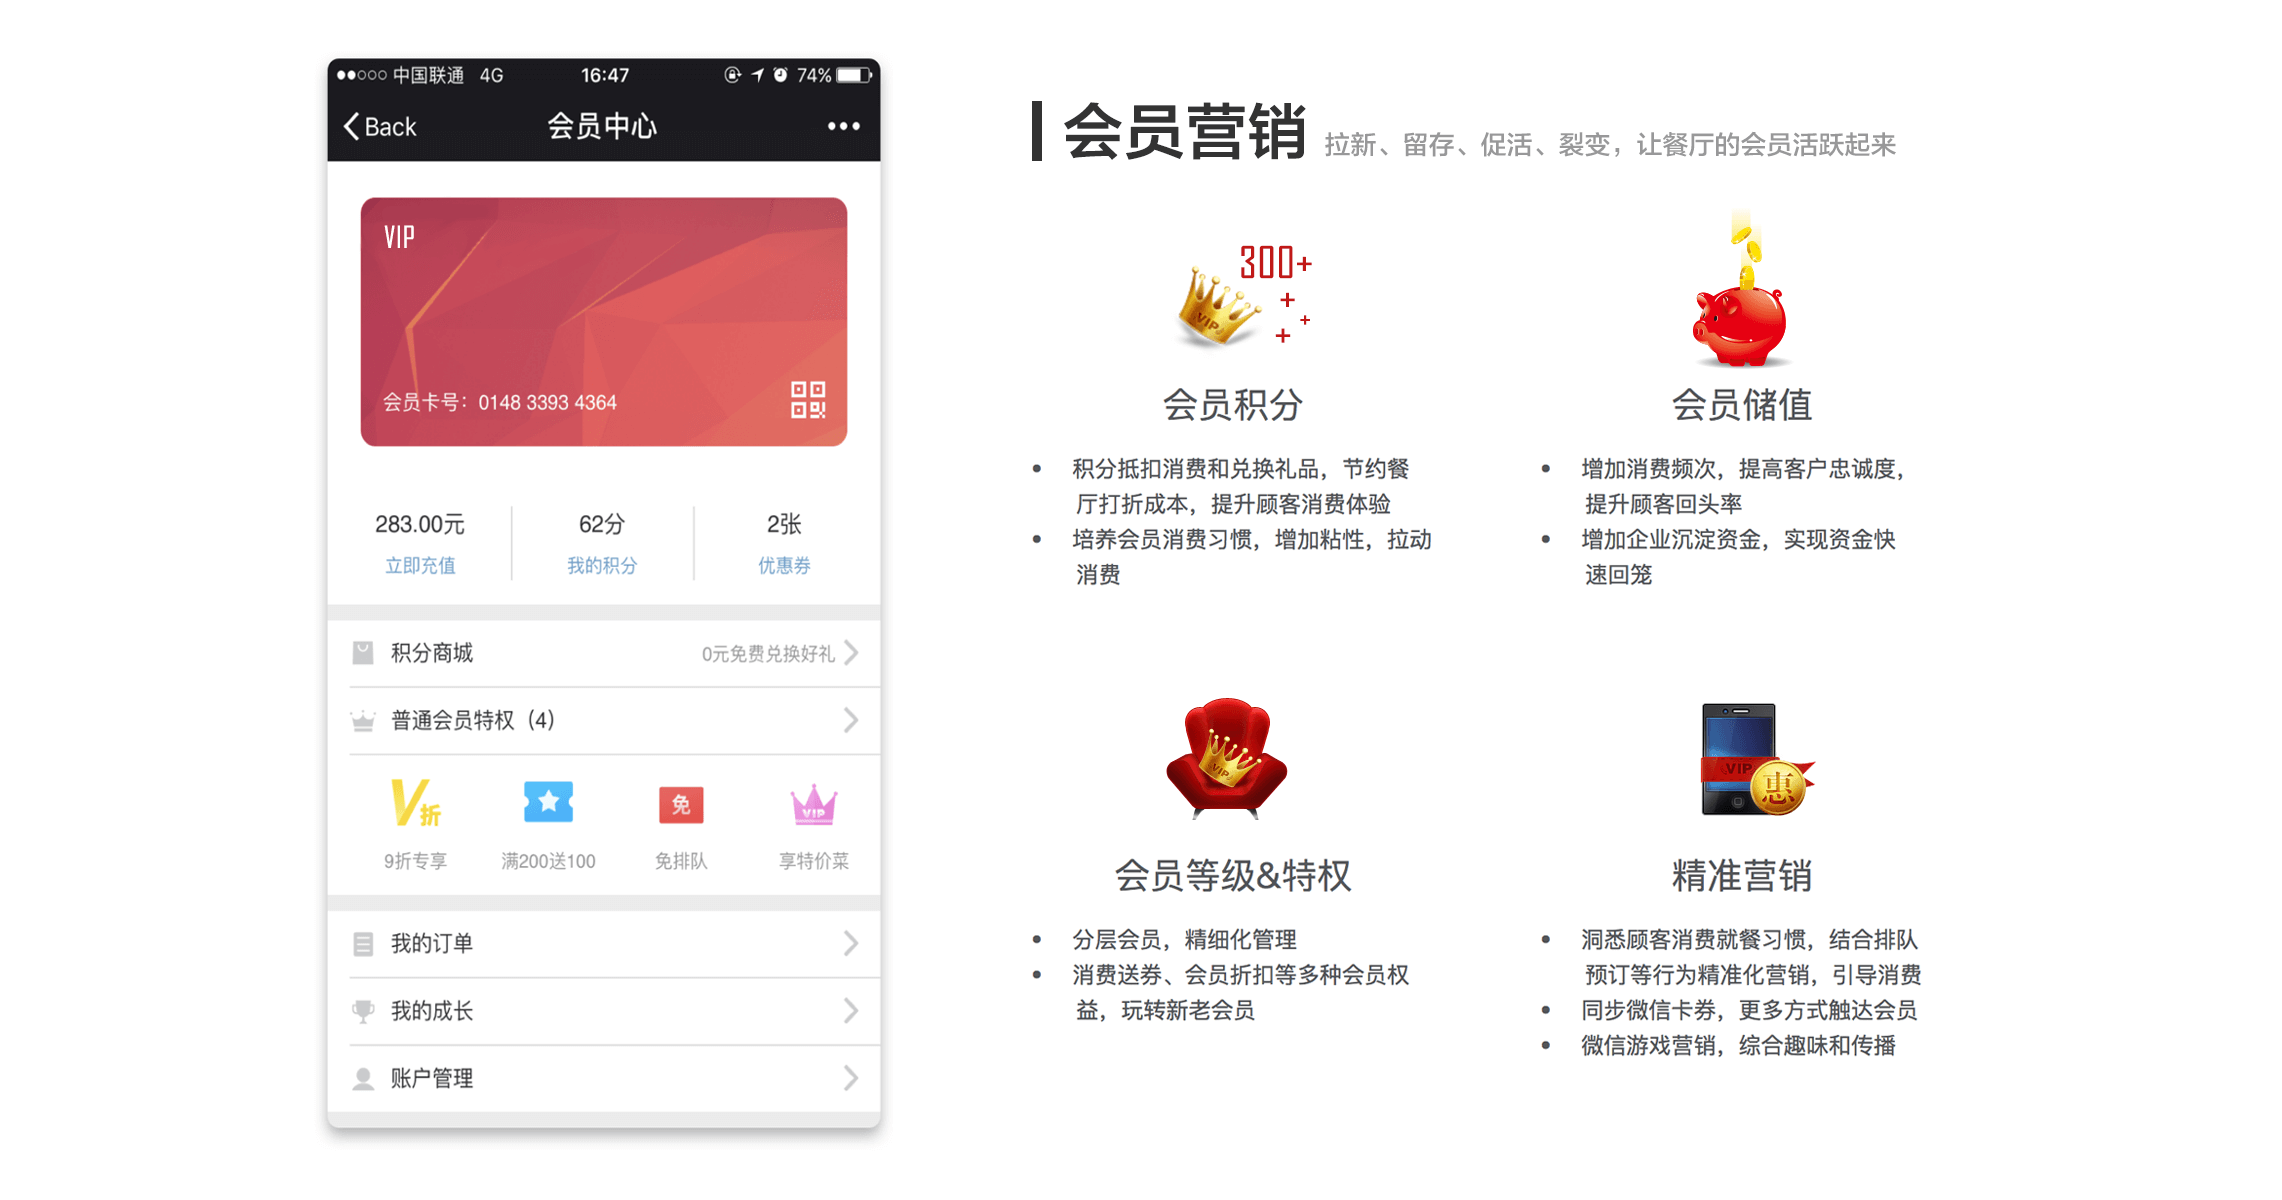 中国联通 4G 16:47 74%
Back 会员中心
VIP
会员卡号：0148 3393 4364
283.00元 62分 2张
立即充值 我的积分 优惠券
积分商城 0元免费兑换好礼
普通会员特权（4）
V折 免 VIP
9折专享 满200送100 免排队 享特价菜
我的订单
我的成长
账户管理
会员营销 拉新、留存、促活、裂变，让餐厅的会员活跃起来
300+
VIP
会员积分
• 积分抵扣消费和兑换礼品，节约餐
厅打折成本，提升顾客消费体验
• 培养会员消费习惯，增加粘性，拉动
消费
会员储值
• 增加消费频次，提高客户忠诚度，
提升顾客回头率
• 增加企业沉淀资金，实现资金快
速回笼
VIP
会员等级&特权
• 分层会员，精细化管理
• 消费送券、会员折扣等多种会员权
益，玩转新老会员
VIP 惠
精准营销
• 洞悉顾客消费就餐习惯，结合排队
预订等行为精准化营销，引导消费
• 同步微信卡券，更多方式触达会员
• 微信游戏营销，综合趣味和传播